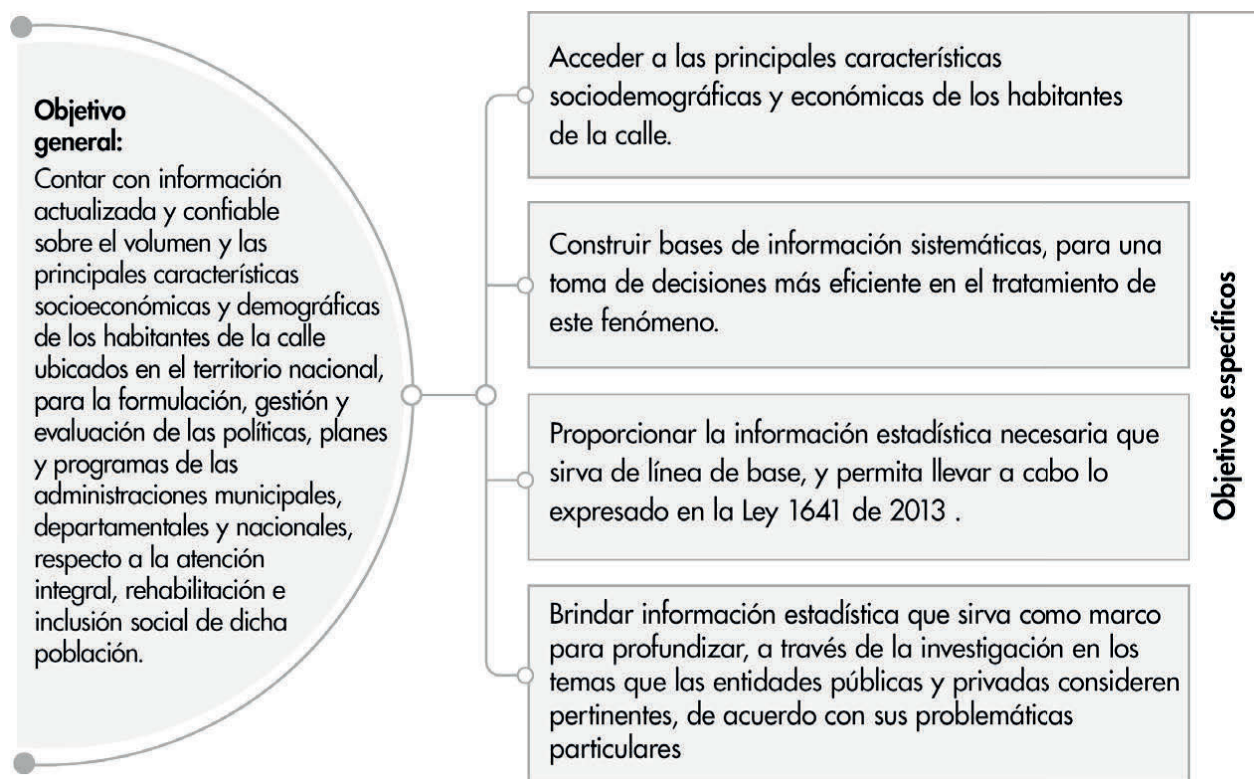 Objetivo
general:
Contar con información
actualizada y confiable
sobre el volumen y las
principales características
socioeconómicas y demográficas
de los habitantes de la calle
ubicados en el territorio nacional,
para la formulación, gestión y
evaluación de las políticas, planes
y programas de las
administraciones municipales,
departamentales y nacionales,
respecto a la atención
integral, rehabilitación e
inclusión social de dicha
población.
Acceder a las principales características
sociodemográficas y económicas de los habitantes
de la calle.
Construir bases de información sistemáticas, para una
toma de decisiones más eficiente en el tratamiento de
este fenómeno.
Proporcionar la información estadística necesaria que
sirva de línea de base, y permita llevar a cabo lo
expresado en la Ley 1641 de 2013 .
Brindar información estadística que sirva como marco
para profundizar, a través de la investigación en los
temas que las entidades públicas y privadas consideren
pertinentes, de acuerdo con sus problemáticas
particulares
Objetivos específicos